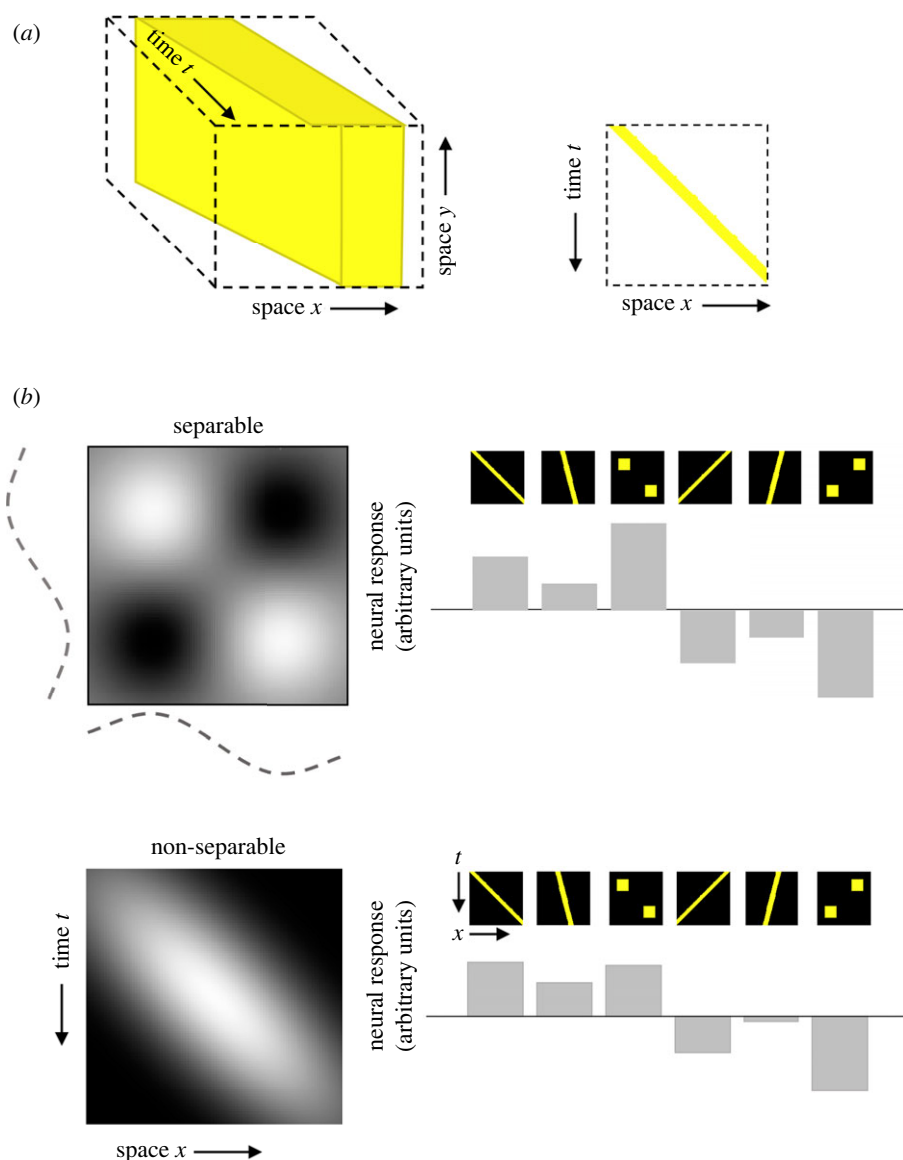 (a)
time t
space y
space x
time t
space x
(b)
separable
neural response
(arbitrary units)
non-separable
time t
space x
neural response
(arbitrary units)
t
x